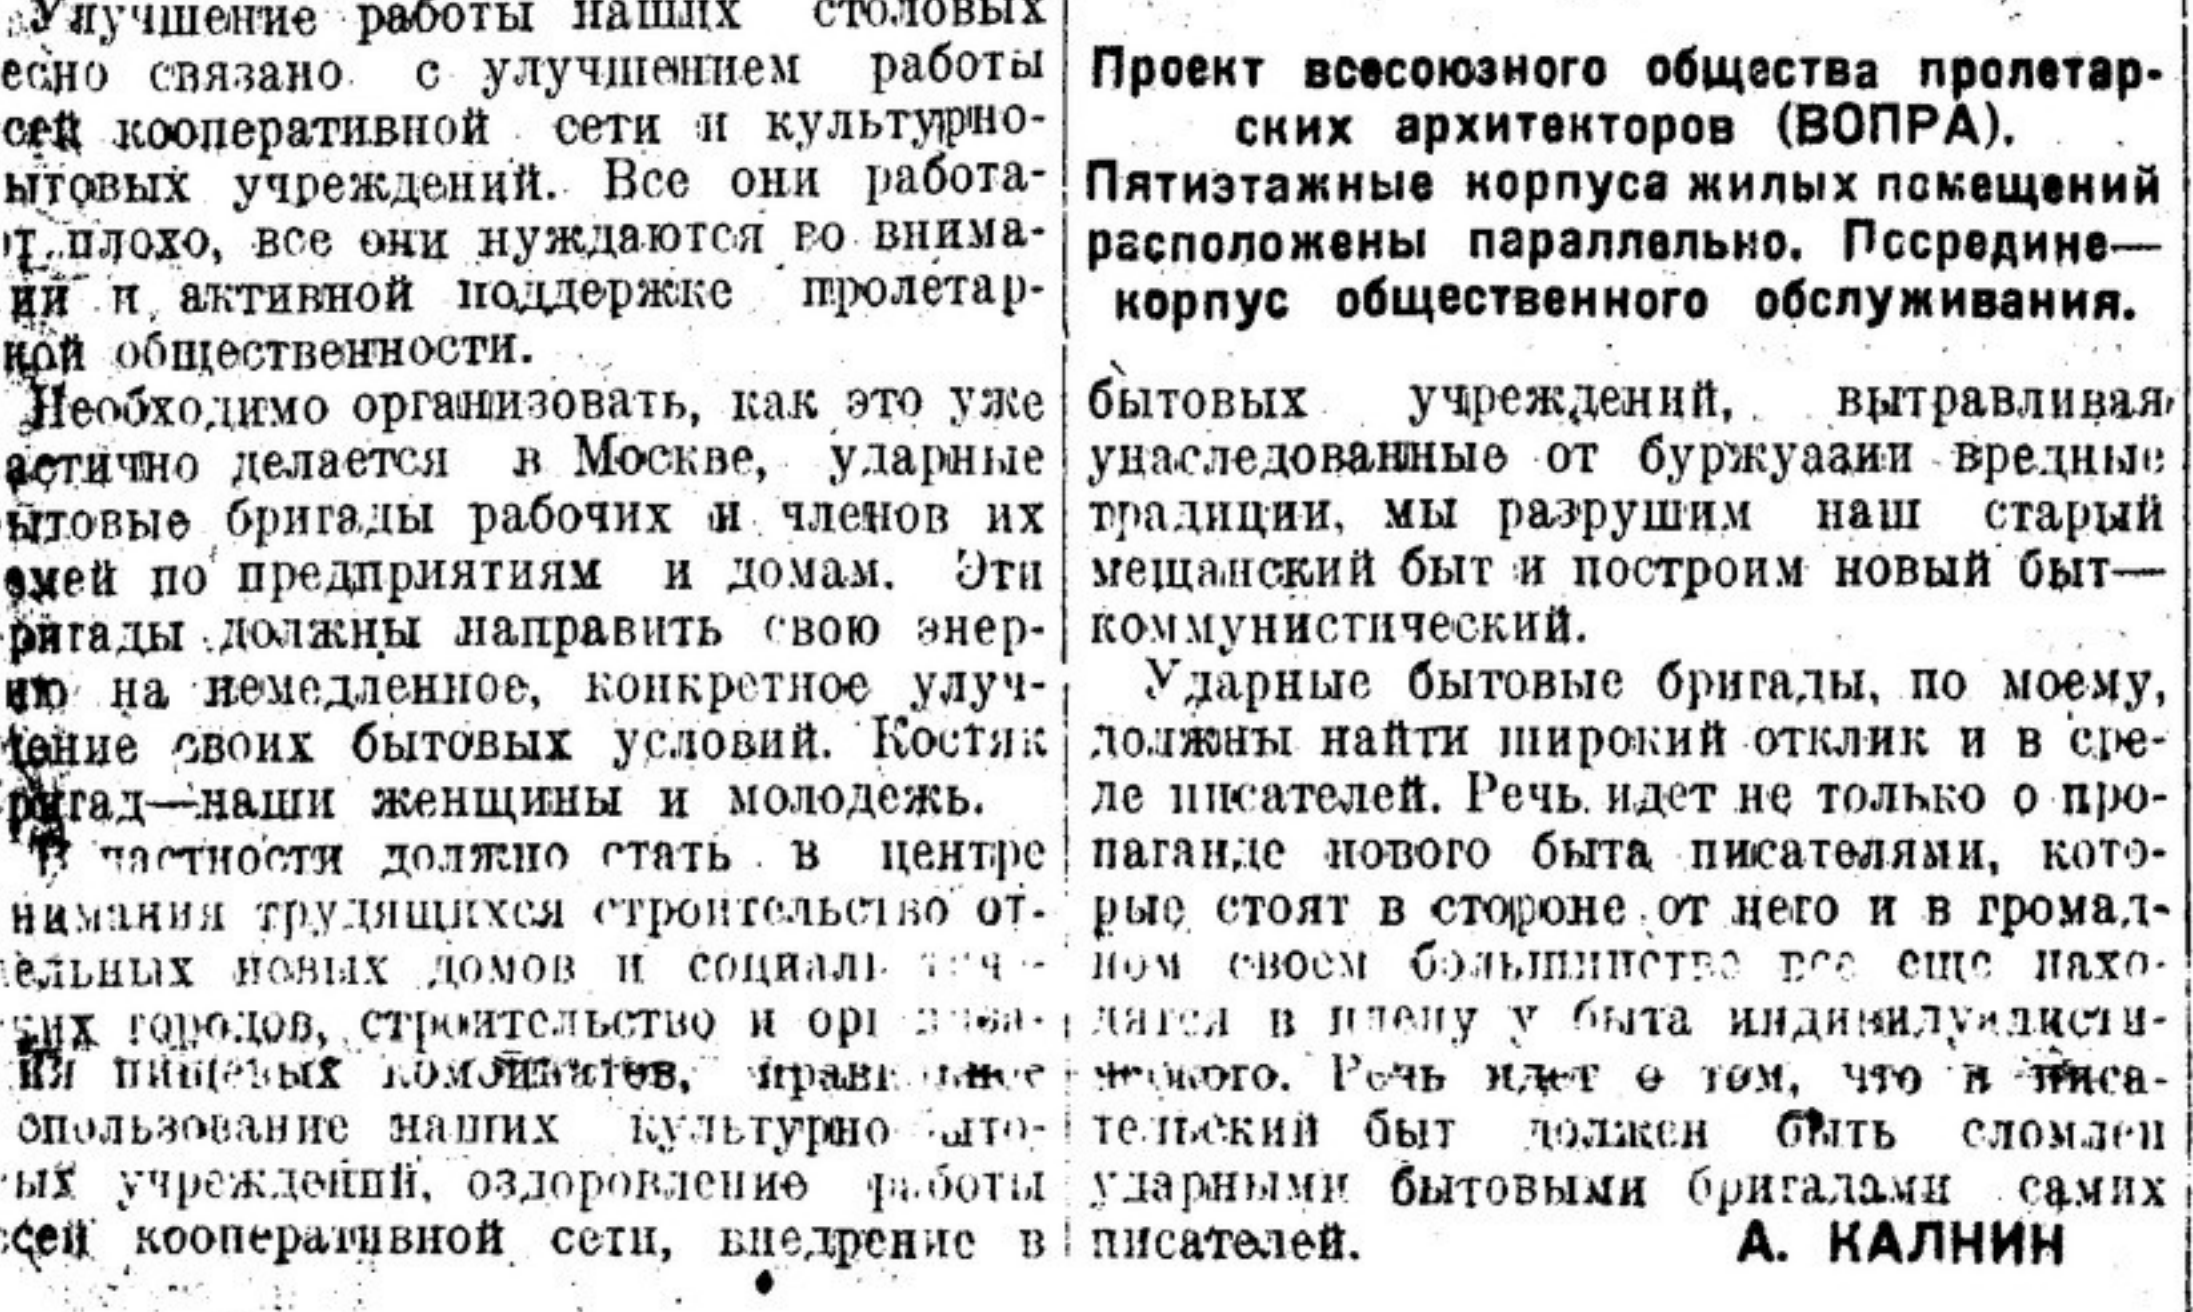 Улучшение работы наших столовых
есно связано с улучшением работы
сей кооперативной сети и культурно-
ытовых учреждений. Все они работа-
т плохо, все они нуждаются во внима-
ии и активной поддержке пролетар-
кой общественности.
Необходимо организовать, как это уже
астично делается в Москве, ударные
ытовые бригады рабочих и членов их
емей по предприятиям и домам. Эти
ригады должны направить свою энер-
ию на немедленное, конкретное улуч-
ение своих бытовых условий. Костяк
ригад—наши женщины и молодежь.
В частности должно стать в центре
нимания трудящихся строительство от-
ельных новых домов и
ких городов, строительство и
ия пищевых комбинатов,
спользование наших культурно
ых учреждений, оздоровление работы
сей кооперативной сети, внедрение в
Проект всесоюзного общества пролетар-
ских архитекторов (ВОПРА).
Пятиэтажные корпуса жилых помещений
расположены параллельно. Посредине—
корпус общественного обслуживания.
бытовых учреждений, вытравливая
унаследованные от буржуазии вредные
традиции, мы разрушим наш старый
мещанский быт и построим новый быт—
коммунистический.
Ударные бытовые бригады, по моему,
должны найти широкий отклик и в сре-
де писателей. Речь идет не только о про-
паганде нового быта писателями, кото-
рые стоят в стороне от него и в громад-
ном своем большинстве все еще нахо-
дятся в плену у быта индивидуалисти-
ческого. Речь идет о том, что и писа-
тельский быт должен быть сломлен
ударными бытовыми бригадами самих
писателей.
А. КАЛНИН